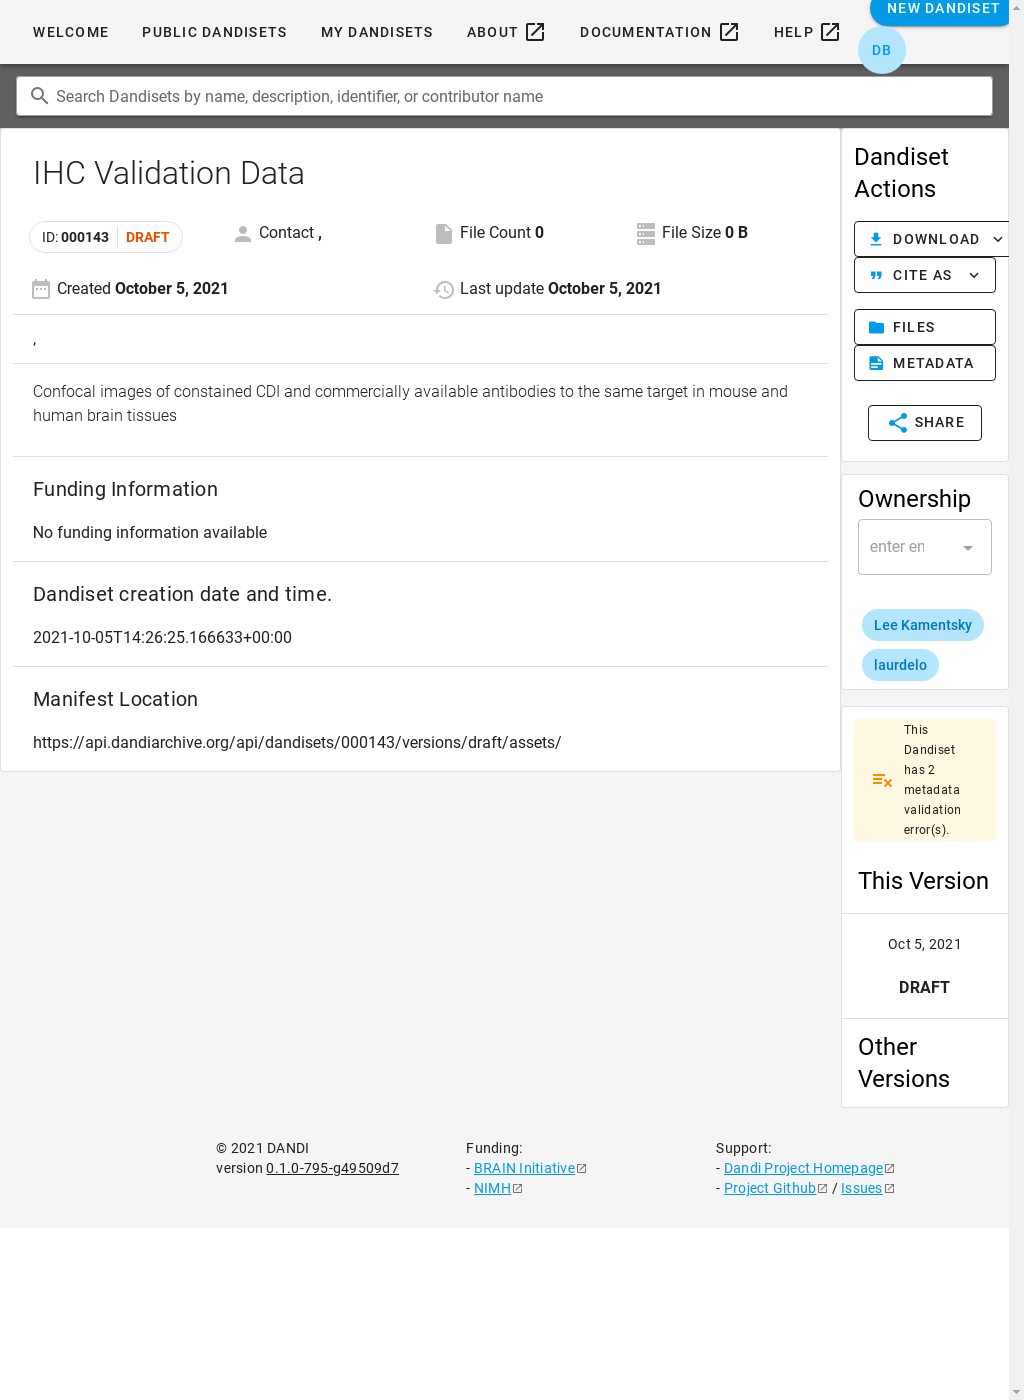 NEW DANDISET
WELCOME PUBLIC DANDISETS MY DANDISETS ABOUT DOCUMENTATION HELP
DB
Search Dandisets by name, description, identifier, or contributor name
IHC Validation Data
ID: 000143 DRAFT Contact , File Count 0 File Size 0 B
Created October 5, 2021 Last update October 5, 2021
,
Confocal images of constained CDI and commercially available antibodies to the same target in mouse and
human brain tissues
Funding Information
No funding information available
Dandiset creation date and time.
2021-10-05T14:26:25.166633+00:00
Manifest Location
https://api.dandiarchive.org/api/dandisets/000143/versions/draft/assets/
Dandiset
Actions
DOWNLOAD
CITE AS
FILES
METADATA
SHARE
Ownership
enter en
Lee Kamentsky
laurdelo
This
Dandiset
has 2
metadata
validation
error(s).
This Version
Oct 5, 2021
DRAFT
Other
Versions
© 2021 DANDI
version 0.1.0-795-g49509d7
Funding:
- BRAIN Initiative
- NIMH
Support:
- Dandi Project Homepage
- Project Github / Issues